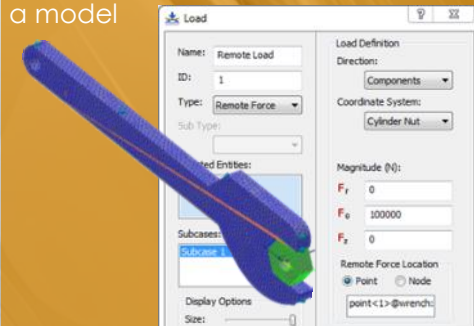 a model
Load
Name: Remote Load
ID: 1
Type: Remote Force
Sub Type:
Entities:
Subcases:
Subcase 1
Display Options
Size:
Load Definition
Direction:
Components
Coordinate System:
Cylinder Nut
Magnitude (N):
Fr 0
Fθ 100000
Fz 0
Remote Force Location
Point Node
point<1>@wrench: